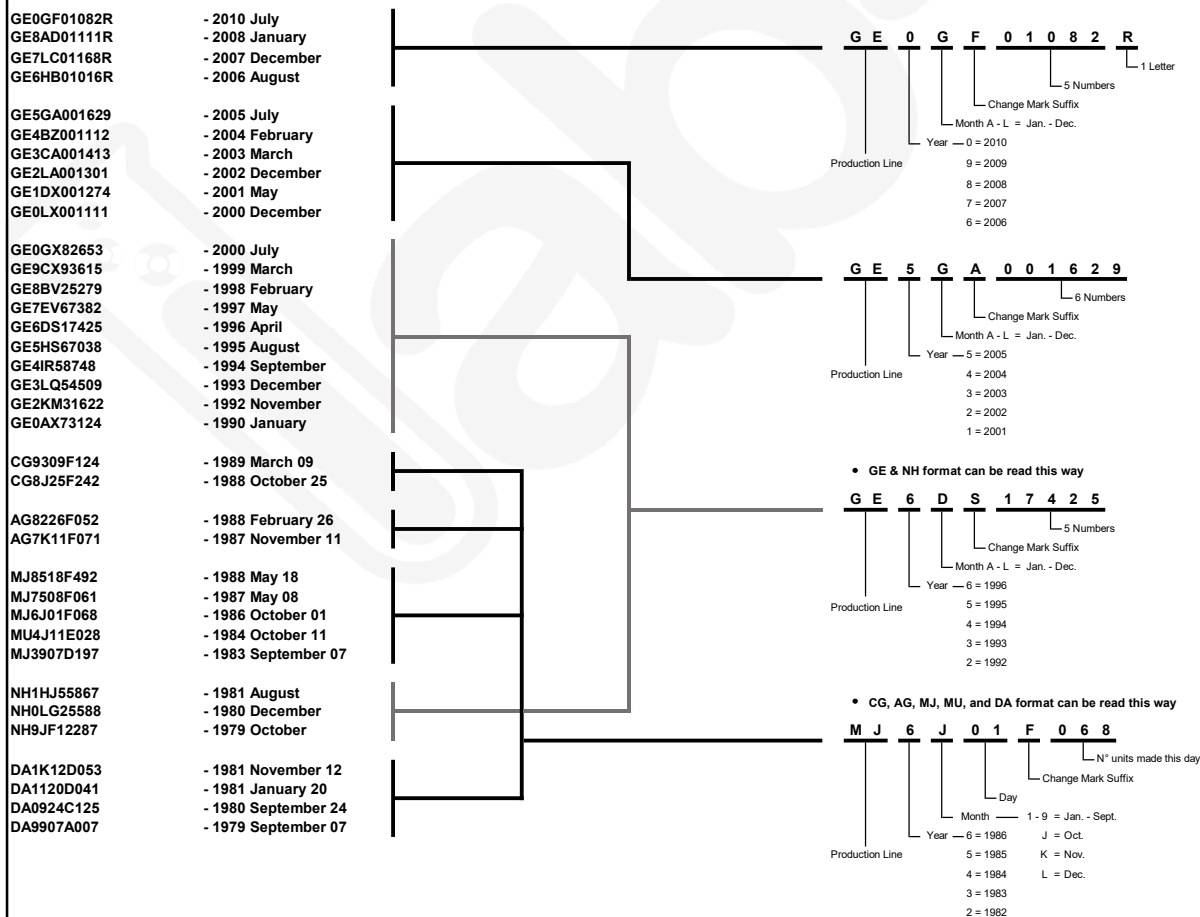 GE0GF01082R - 2010 July
GE8AD01111R - 2008 January
GE7LC01168R - 2007 December
GE6HB01016R - 2006 August
GE5GA001629 - 2005 July
GE4BZ001112 - 2004 February
GE3CA001413 - 2003 March
GE2LA001301 - 2002 December
GE1DX001274 - 2001 May
GE0LX001111 - 2000 December
GE0GX82653 - 2000 July
GE9CX93615 - 1999 March
GE8BV25279 - 1998 February
GE7EV67382 - 1997 May
GE6DS17425 - 1996 April
GE5HS67038 - 1995 August
GE4IR58748 - 1994 September
GE3LQ54509 - 1993 December
GE2KM31622 - 1992 November
GE0AX73124 - 1990 January
CG9309F124 - 1989 March 09
CG8J25F242 - 1988 October 25
AG8226F052 - 1988 February 26
AG7K11F071 - 1987 November 11
MJ8518F492 - 1988 May 18
MJ7508F061 - 1987 May 08
MJ6J01F068 - 1986 October 01
MU4J11E028 - 1984 October 11
MJ3907D197 - 1983 September 07
NH1HJ55867 - 1981 August
NH0LG25588 - 1980 December
NH9JF12287 - 1979 October
DA1K12D053 - 1981 November 12
DA1120D041 - 1981 January 20
DA0924C125 - 1980 September 24
DA9907A007 - 1979 September 07
G E 0 G F 0 1 0 8 2 R
1 Letter
5 Numbers
Change Mark Suffix
Month A - L = Jan. - Dec.
Year 0 = 2010
Production Line 9 = 2009
8 = 2008
7 = 2007
6 = 2006
G E 5 G A 0 0 1 6 2 9
6 Numbers
Change Mark Suffix
Month A - L = Jan. - Dec.
Year 5 = 2005
Production Line 4 = 2004
3 = 2003
2 = 2002
1 = 2001
• GE & NH format can be read this way
G E 6 D S 1 7 4 2 5
5 Numbers
Change Mark Suffix
Month A - L = Jan. - Dec.
Year 6 = 1996
Production Line 5 = 1995
4 = 1994
3 = 1993
2 = 1992
• CG, AG, MJ, MU, and DA format can be read this way
M J 6 J 0 1 F 0 6 8
N° units made this day
Change Mark Suffix
Day
Month 1 - 9 = Jan. - Sept.
Year 6 = 1986 J = Oct.
Production Line 5 = 1985 K = Nov.
4 = 1984 L = Dec.
3 = 1983
2 = 1982